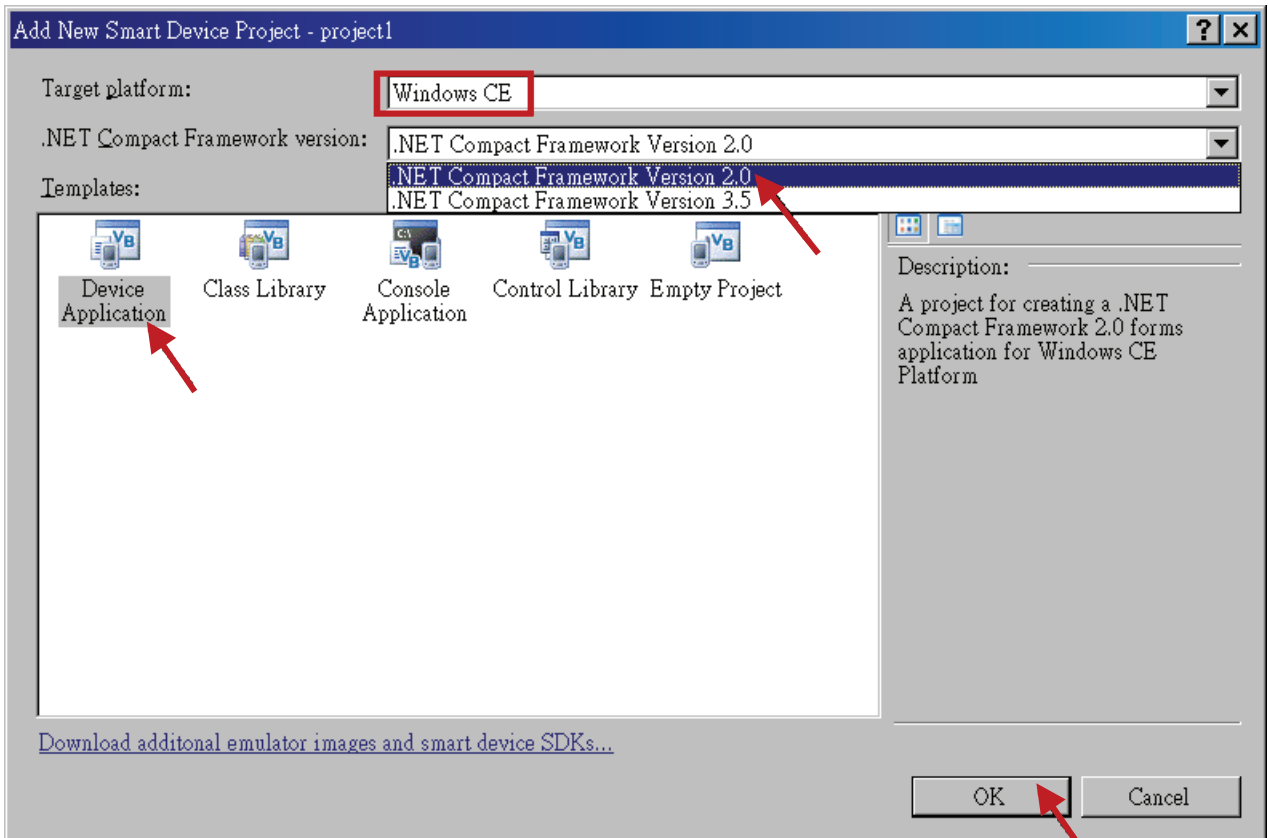 Add New Smart Device Project - project1
Target platform:
Windows CE
.NET Compact Framework version:
.NET Compact Framework Version 2.0
.NET Compact Framework Version 2.0
.NET Compact Framework Version 3.5
Templates:
Device
Application
Class Library
Console
Application
Control Library
Empty Project
Description:
A project for creating a .NET
Compact Framework 2.0 forms
application for Windows CE
Platform
Download additonal emulator images and smart device SDKs...
OK
Cancel